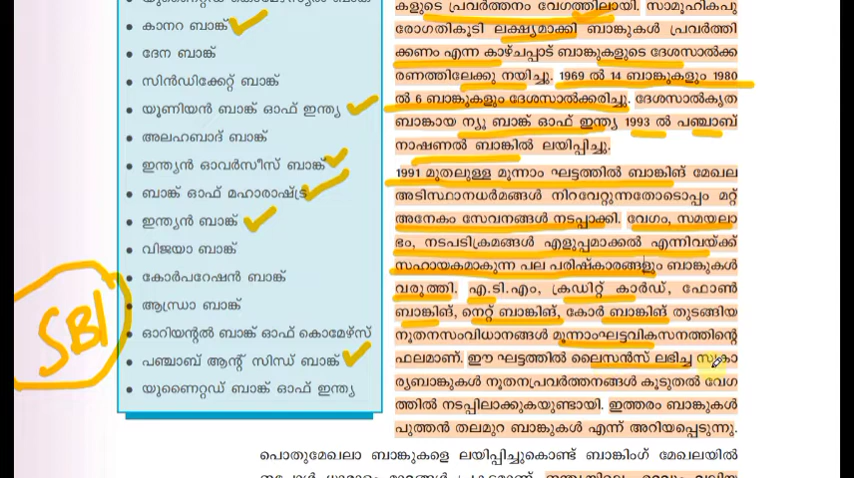 കാനറ ബാങ്ക്
ദേന ബാങ്ക്
സിൻഡിക്കേറ്റ് ബാങ്ക്
യൂണിയൻ ബാങ്ക് ഓഫ് ഇന്ത്യ
അലഹബാദ് ബാങ്ക്
ഇന്ത്യൻ ഓവർസീസ് ബാങ്ക്
ബാങ്ക് ഓഫ് മഹാരാഷ്ട്ര
ഇന്ത്യൻ ബാങ്ക്
വിജയാ ബാങ്ക്
കോർപറേഷൻ ബാങ്ക്
ആന്ധ്രാ ബാങ്ക്
ഓറിയന്റൽ ബാങ്ക് ഓഫ് കൊമേഴ്സ്
പഞ്ചാബ് ആന്റ് സിന്ധ് ബാങ്ക്
യുണൈറ്റഡ് ബാങ്ക് ഓഫ് ഇന്ത്യ
SBI
കളുടെ പ്രവർത്തനം വേഗത്തിലായി. സാമൂഹികപു
രോഗതികൂടി ലക്ഷ്യമാക്കി ബാങ്കുകൾ പ്രവർത്തി
ക്കണം എന്ന കാഴ്ചപ്പാട് ബാങ്കുകളുടെ ദേശസാൽക്ക
രണത്തിലേക്കു നയിച്ചു. 1969 ൽ 14 ബാങ്കുകളും 1980
ൽ 6 ബാങ്കുകളും ദേശസാൽക്കരിച്ചു. ദേശസാൽകൃത
ബാങ്കായ ന്യൂ ബാങ്ക് ഓഫ് ഇന്ത്യ 1993 ൽ പഞ്ചാബ്
നാഷണൽ ബാങ്കിൽ ലയിപ്പിച്ചു.
1991 മുതലുള്ള മൂന്നാം ഘട്ടത്തിൽ ബാങ്കിങ് മേഖല
അടിസ്ഥാനധർമങ്ങൾ നിറവേറ്റുന്നതോടൊപ്പം മറ്റ്
അനേകം സേവനങ്ങൾ നടപ്പാക്കി. വേഗം, സമയലാ
ഭം, നടപടിക്രമങ്ങൾ എളുപ്പമാക്കൽ എന്നിവയ്ക്ക്
സഹായകമാകുന്ന പല പരിഷ്കാരങ്ങളും ബാങ്കുകൾ
വരുത്തി. എ.ടി.എം, ക്രഡിറ്റ് കാർഡ്, ഫോൺ
ബാങ്കിങ്, നെറ്റ് ബാങ്കിങ്, കോർ ബാങ്കിങ് തുടങ്ങിയ
നൂതനസംവിധാനങ്ങൾ മൂന്നാംഘട്ടവികസനത്തിന്റെ
ഫലമാണ്. ഈ ഘട്ടത്തിൽ ലൈസൻസ് ലഭിച്ച സ്വകാ
ര്യബാങ്കുകൾ നൂതനപ്രവർത്തനങ്ങൾ കൂടുതൽ വേഗ
ത്തിൽ നടപ്പിലാക്കുകയുണ്ടായി. ഇത്തരം ബാങ്കുകൾ
പുത്തൻ തലമുറ ബാങ്കുകൾ എന്ന് അറിയപ്പെടുന്നു.
പൊതുമേഖലാ ബാങ്കുകളെ ലയിപ്പിച്ചുകൊണ്ട് ബാങ്കിംഗ് മേഖലയിൽ